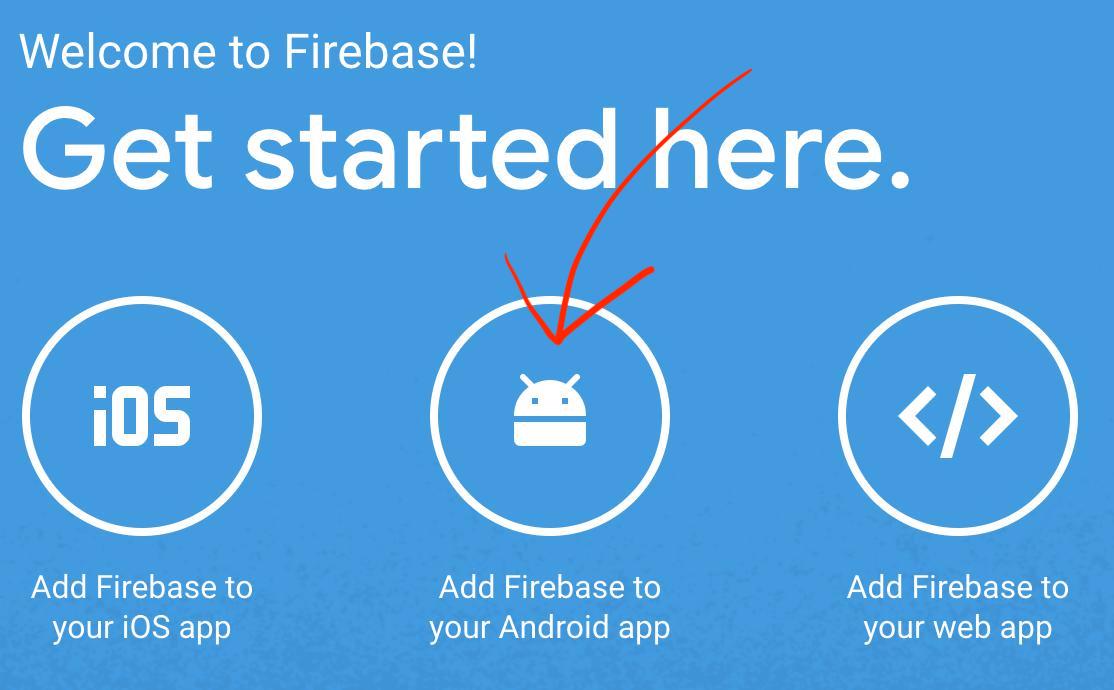 Welcome to Firebase!
Get started here.
iOS
</>
Add Firebase to
your iOS app
Add Firebase to
your Android app
Add Firebase to
your web app